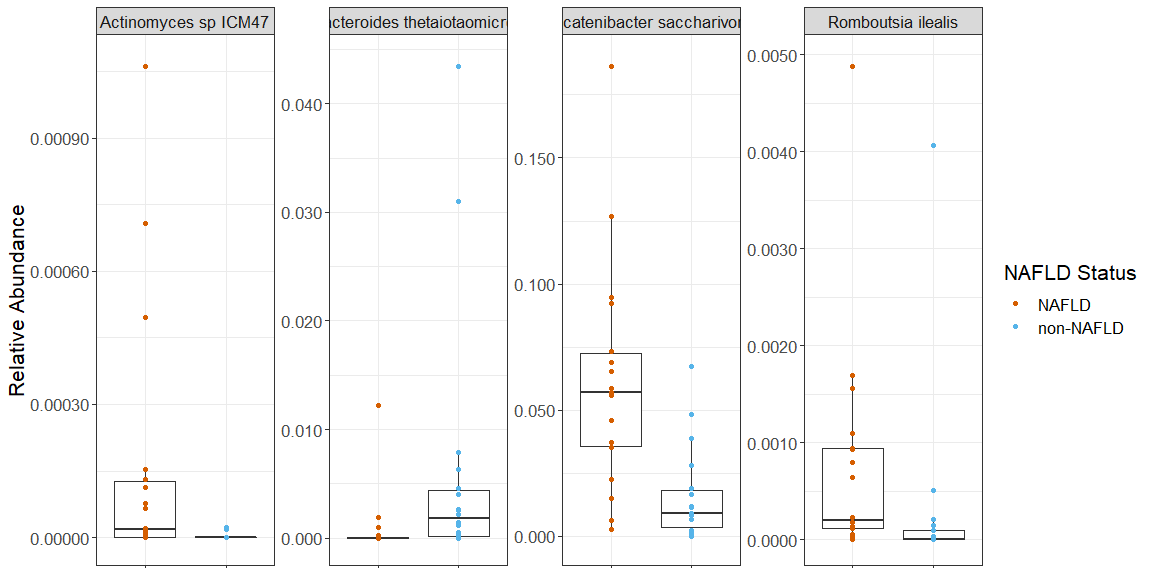 Actinomyces sp ICM47
acteroides thetaiotaomicr
catenibacter saccharivor
Romboutsia ilealis
Relative Abundance
0.00090
0.00060
0.00030
0.00000
0.040
0.030
0.020
0.010
0.000
0.150
0.100
0.050
0.000
0.0050
0.0040
0.0030
0.0020
0.0010
0.0000
NAFLD Status
NAFLD
non-NAFLD